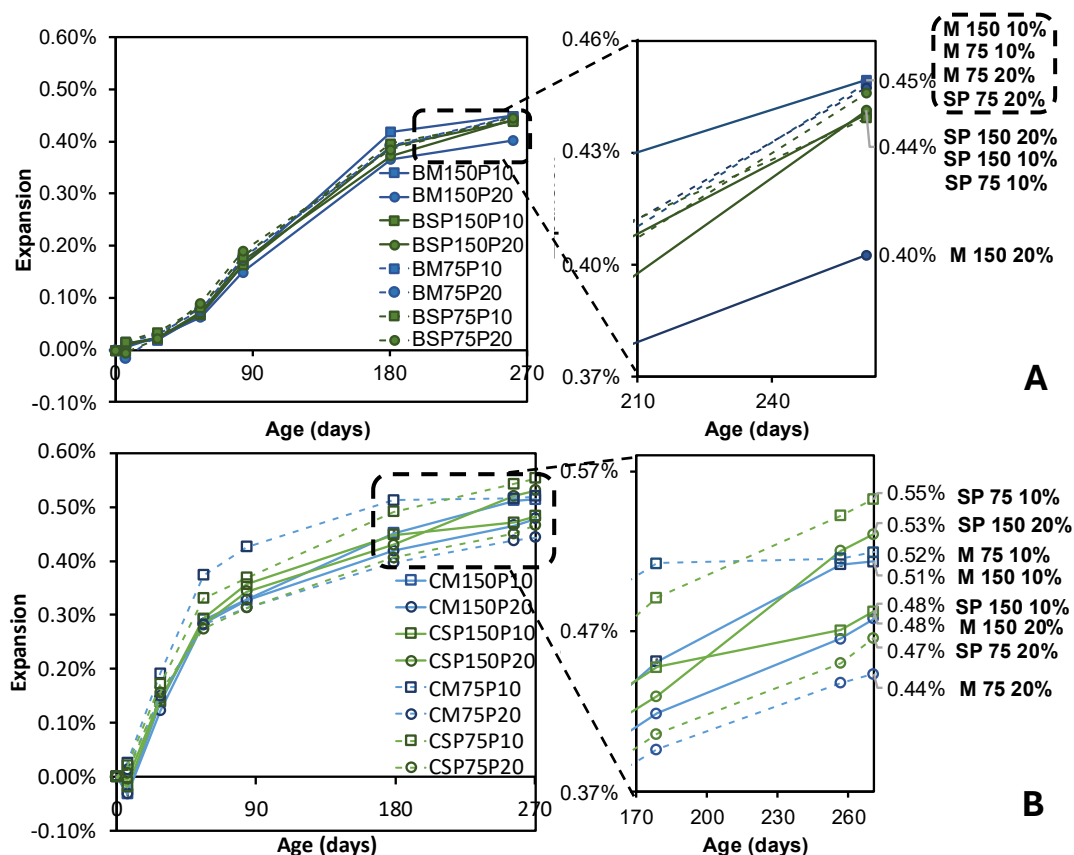 0.60%
0.50%
0.40%
0.30%
0.20%
0.10%
0.00%
-0.10%
Expansion
0
90
180
270
Age (days)
BM150P10
BM150P20
BSP150P10
BSP150P20
BM75P10
BM75P20
BSP75P10
BSP75P20
0.46%
0.43%
0.40%
0.37%
210
240
Age (days)
0.45%
M 150 10%
M 75 10%
M 75 20%
SP 75 20%
0.44%
SP 150 20%
SP 150 10%
SP 75 10%
0.40% M 150 20%
A
0.60%
0.50%
0.40%
0.30%
0.20%
0.10%
0.00%
-0.10%
Expansion
0
90
180
270
Age (days)
CM150P10
CM150P20
CSP150P10
CSP150P20
CM75P10
CM75P20
CSP75P10
CSP75P20
0.57%
0.47%
0.37%
170
200
230
260
Age (days)
0.55% SP 75 10%
0.53% SP 150 20%
0.52% M 75 10%
0.51% M 150 10%
0.48% SP 150 10%
0.48% M 150 20%
0.47% SP 75 20%
0.44% M 75 20%
B